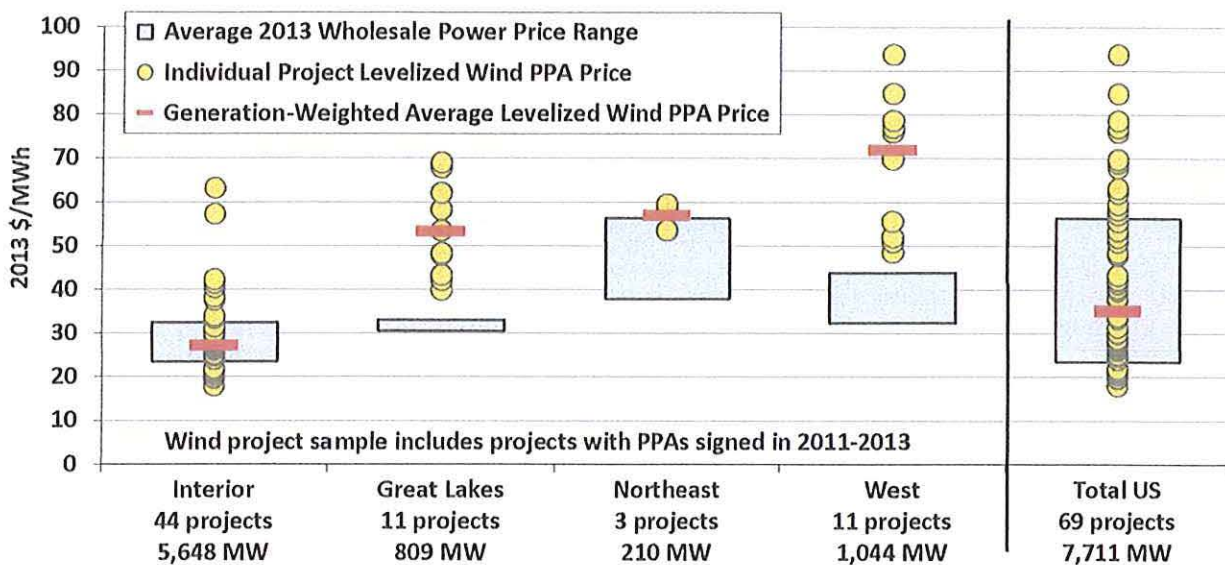 100
90
80
70
60
50
40
30
20
10
0
2013 $/MWh
Average 2013 Wholesale Power Price Range
Individual Project Levelized Wind PPA Price
Generation-Weighted Average Levelized Wind PPA Price
Wind project sample includes projects with PPAs signed in 2011-2013
Interior
44 projects
5,648 MW
Great Lakes
11 projects
809 MW
Northeast
3 projects
210 MW
West
11 projects
1,044 MW
Total US
69 projects
7,711 MW